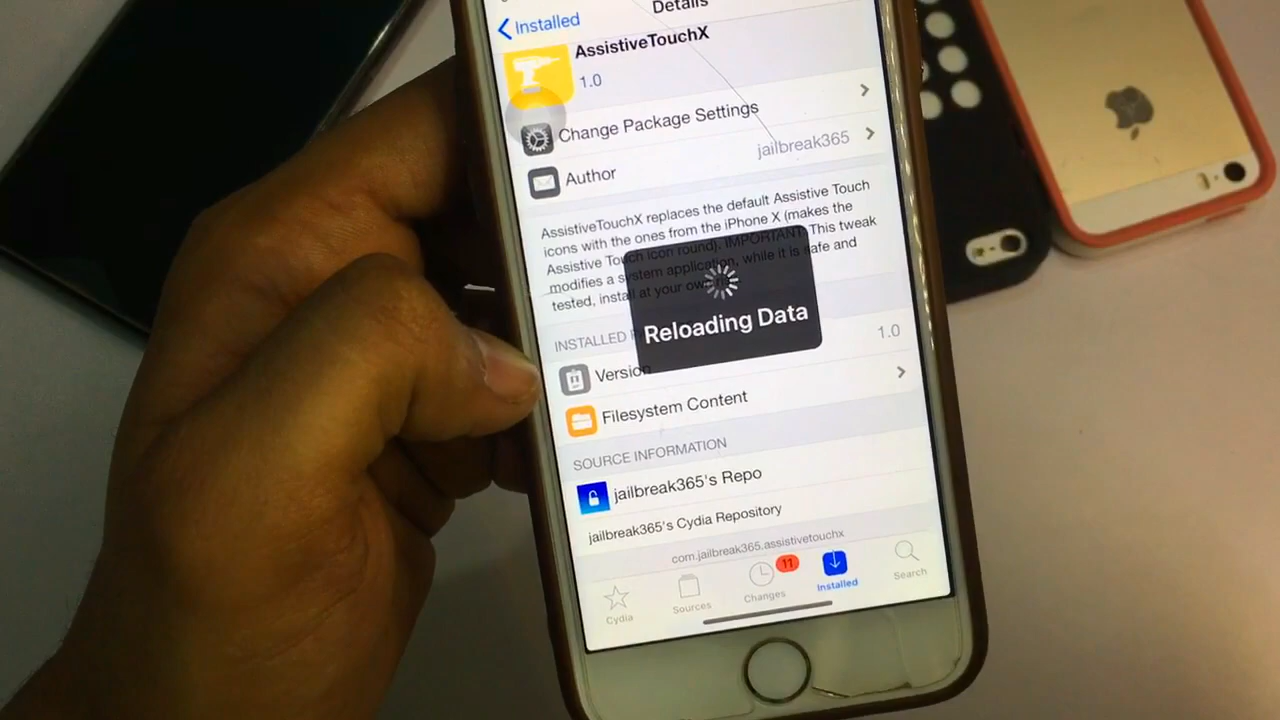 Details
Installed
AssistiveTouchX
1.0
Change Package Settings
Author
jailbreak365
AssistiveTouchX replaces the default Assistive Touch
icons with the ones from the iPhone X (makes the
Assistive Touch icon round). IMPORTANT: This tweak
modifies a system application, while it is safe and
tested, install at your own
Reloading Data
INSTALLED
Version
1.0
Filesystem Content
SOURCE INFORMATION
jailbreak365's Repo
jailbreak365's Cydia Repository
com.jailbreak365.assistivetouchx
Cydia
Sources
Changes
11
Installed
Search